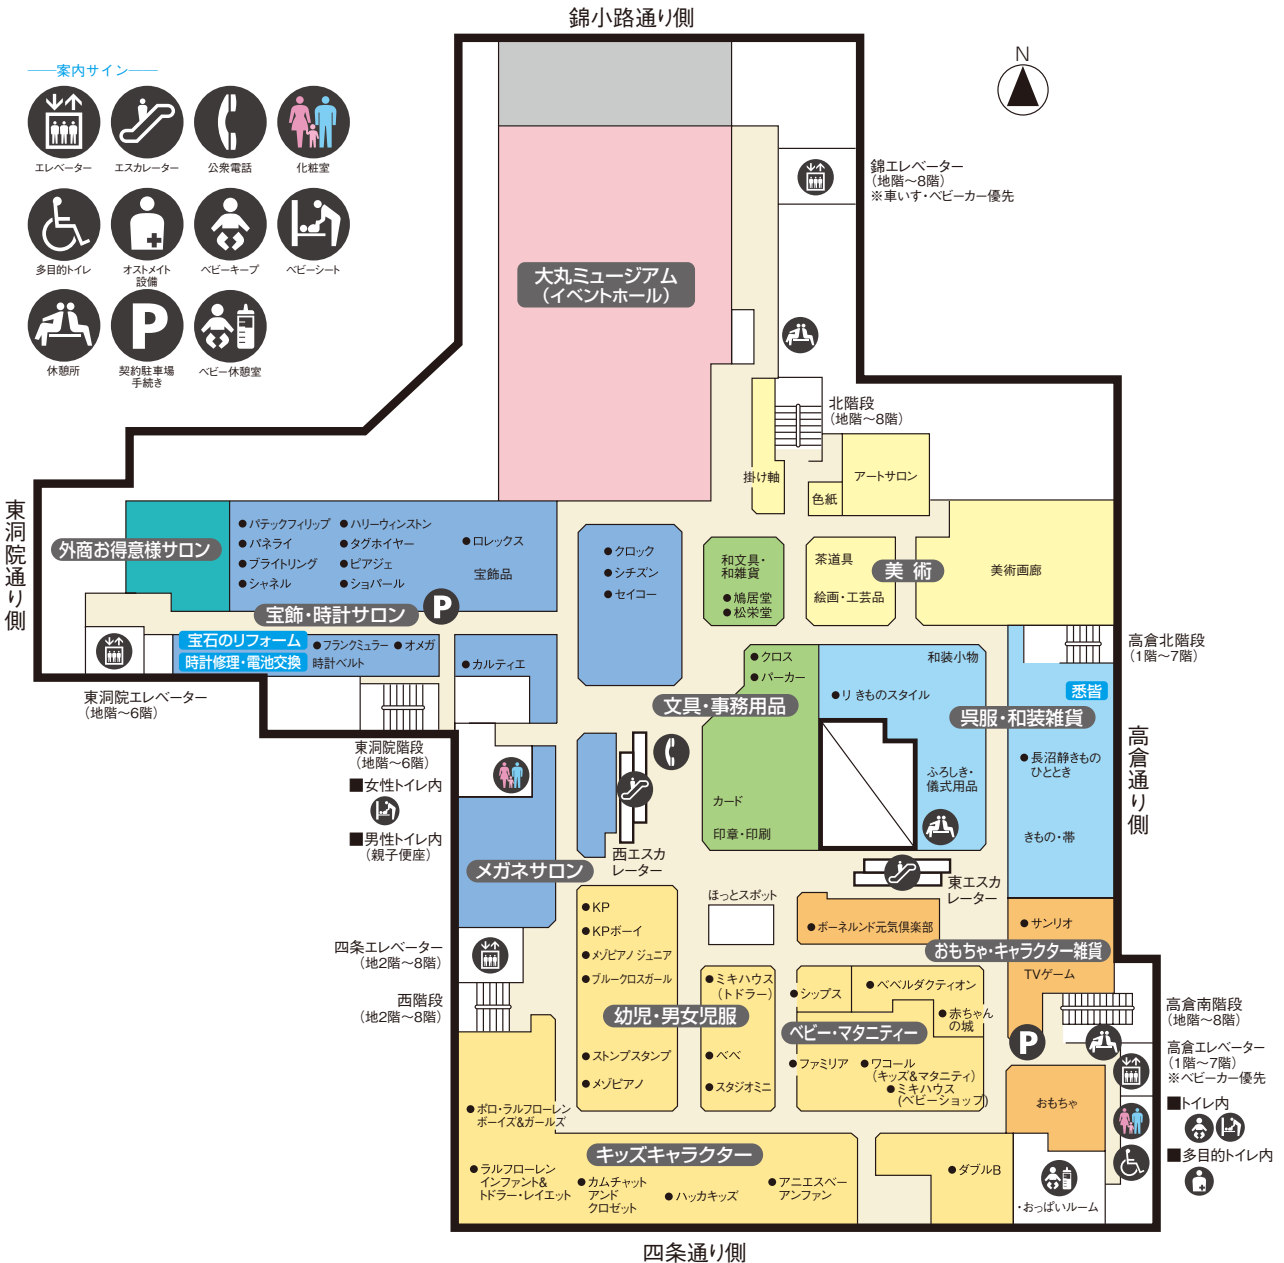 錦小路通り側
案内サイン
エレベーター
エスカレーター
公衆電話
化粧室
多目的トイレ
オストメイト
設備
ベビーキープ
ベビーシート
休憩所
契約駐車場
手続き
ベビー休憩室
N
錦エレベーター
(地階〜8階)
※車いす・ベビーカー優先
大丸ミュージアム
(イベントホール)
北階段
(地階〜8階)
掛け軸
色紙
アートサロン
東洞院通り側
外商お得意様サロン
●パテックフィリップ
●パネライ
●ブライトリング
●シャネル
●ハリーウィンストン
●タグホイヤー
●ピアジェ
●ショパール
●ロレックス
宝飾品
宝飾・時計サロン
P
●クロック
●シチズン
●セイコー
和文具・
和雑貨
●鳩居堂
●松栄堂
茶道具
絵画・工芸品
美術
美術画廊
宝石のリフォーム
時計修理・電池交換
●フランクミュラー
●オメガ
時計ベルト
●カルティエ
東洞院エレベーター
(地階〜6階)
東洞院階段
(地階〜6階)
■女性トイレ内
■男性トイレ内
(親子便座)
●クロス
●パーカー
文具・事務用品
カード
印章・印刷
和装小物
●リ きものスタイル
呉服・和装雑貨
悉皆
ふろしき・
儀式用品
●長沼静きもの
ひととき
きもの・帯
高倉北階段
(1階〜7階)
高倉通り側
メガネサロン
西エスカ
レーター
東エスカ
レーター
ほっとスポット
四条エレベーター
(地2階〜8階)
西階段
(地2階〜8階)
●KP
●KPボーイ
●メゾピアノ ジュニア
●ブルークロスガール
幼児・男女児服
●ストンプスタンプ
●メゾピアノ
●ミキハウス
(トドラー)
●べべ
●スタジオミニ
●ボーネルンド元気倶楽部
●サンリオ
おもちゃ・キャラクター雑貨
TVゲーム
●シップス
●ベベルダクティオン
●赤ちゃん
の城
ベビー・マタニティー
●ファミリア
●ワコール
(キッズ&マタニティ)
●ミキハウス
(ベビーショップ)
P
高倉南階段
(地階〜8階)
高倉エレベーター
(1階〜7階)
※ベビーカー優先
■トイレ内
■多目的トイレ内
おもちゃ
●ポロ・ラルフローレン
ボーイズ&ガールズ
キッズキャラクター
●ラルフローレン
インファント&
トドラー・レイエット
●カムチャット
アンド
クロゼット
●ハッカキッズ
●アニエスベー
アンファン
●ダブルB
・おっぱいルーム
四条通り側